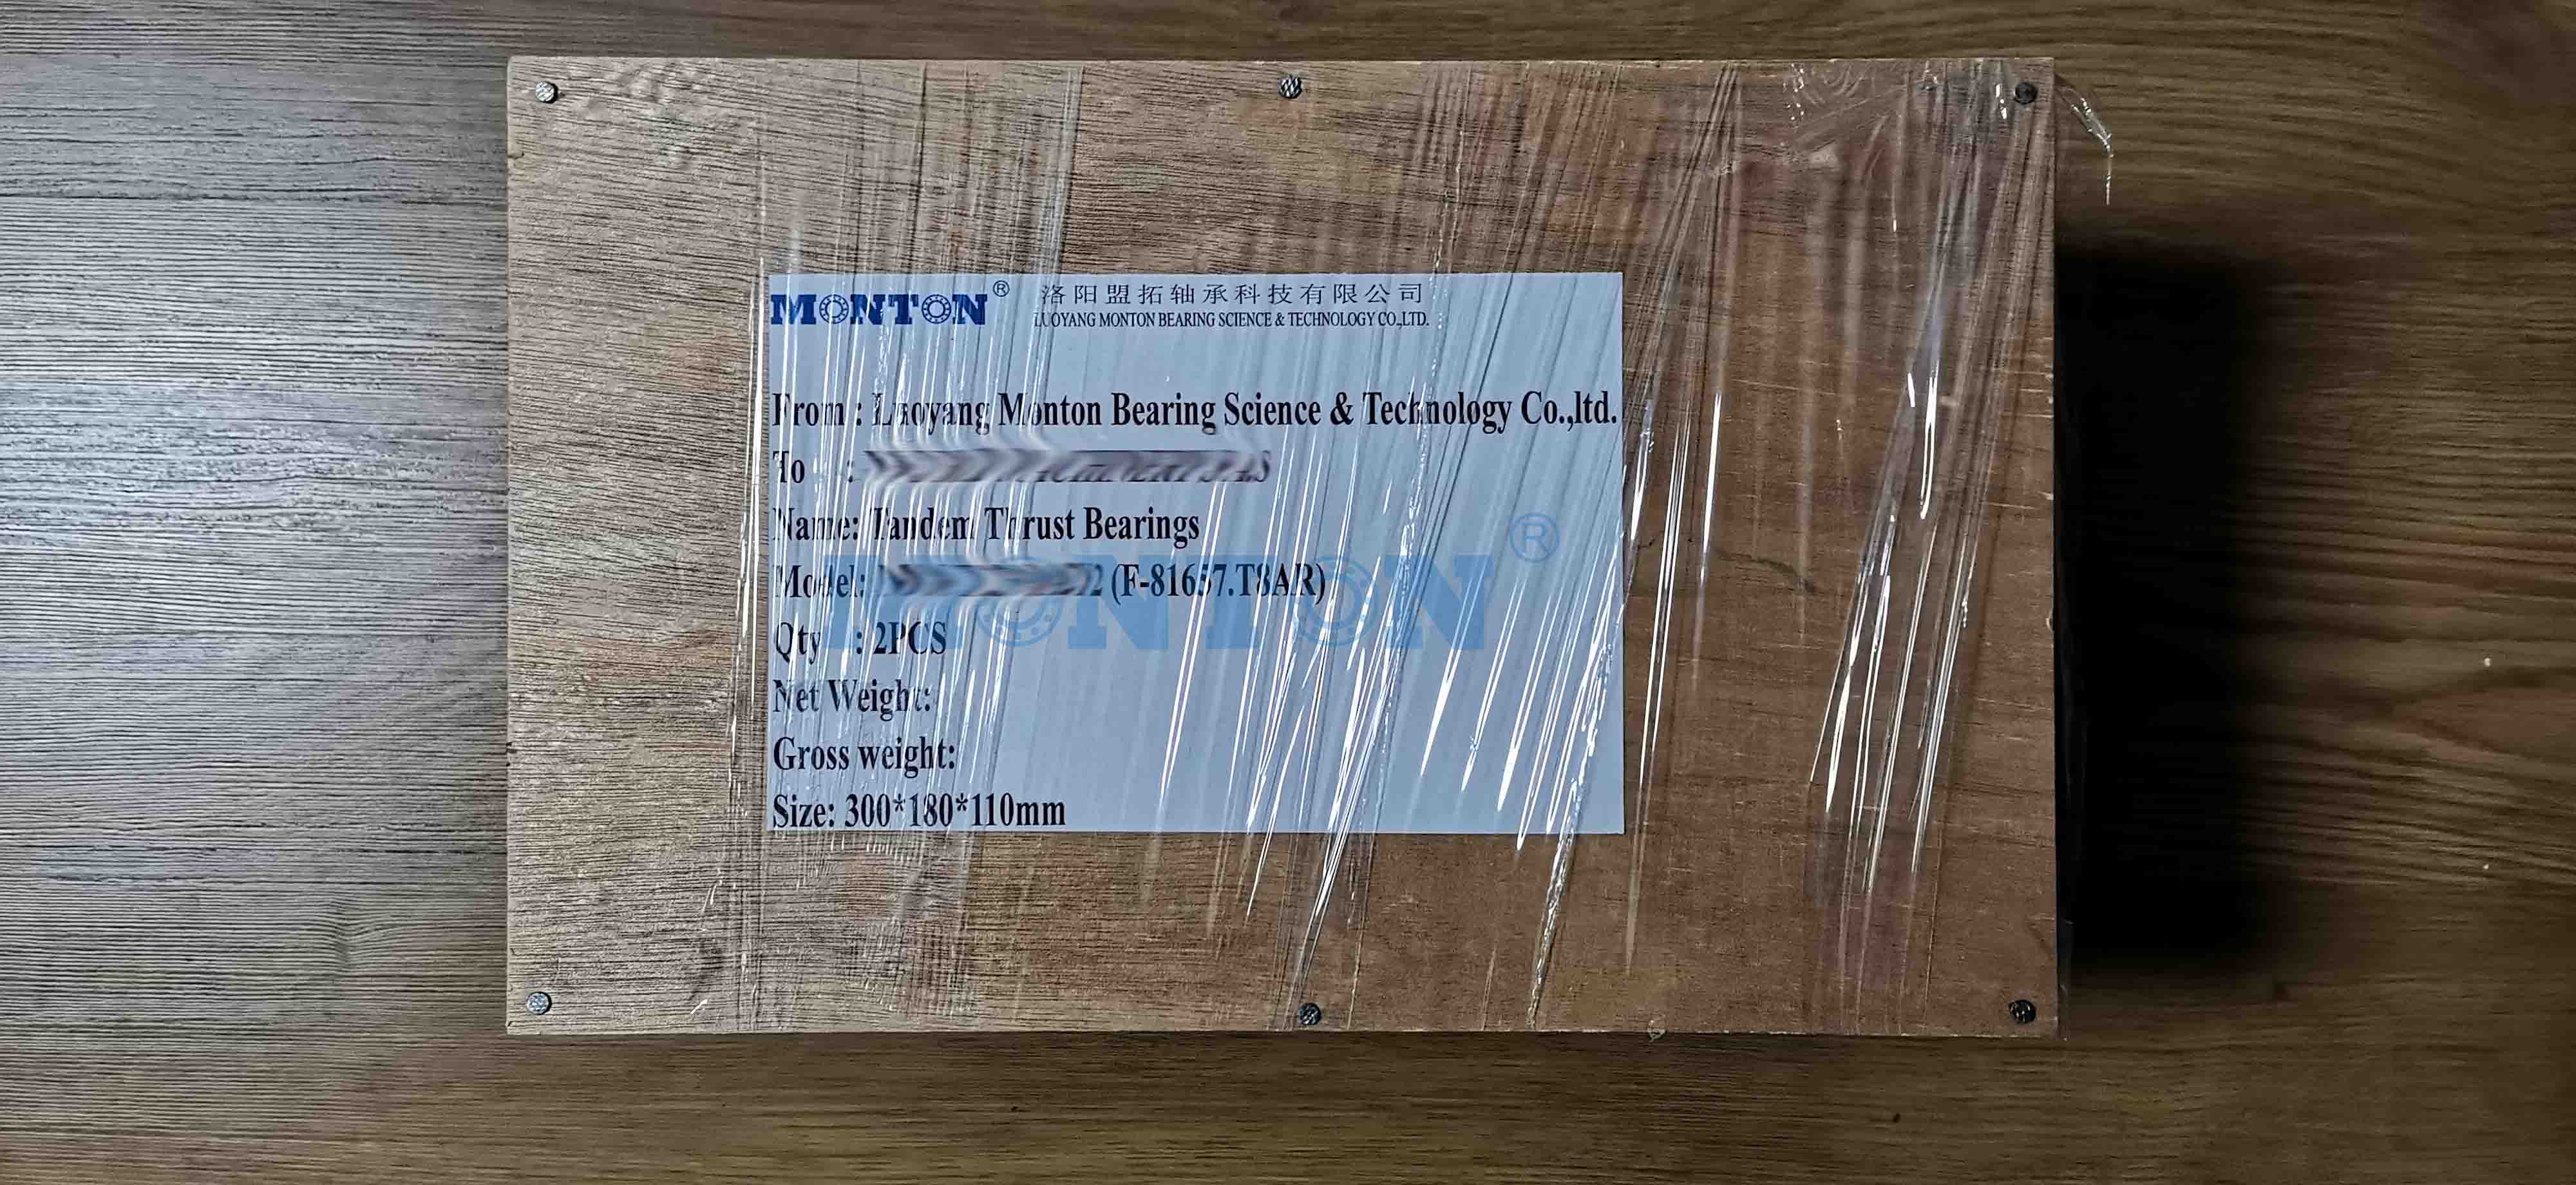 MONTON® 洛阳盟拓轴承科技有限公司
LUOYANG MONTON BEARING SCIENCE & TECHNOLOGY CO.,LTD.
From : Luoyang Monton Bearing Science & Technology Co.,ltd.
To :
Name: Tandem Thrust Bearings
Model: 2 (F-81657.T8AR)
MONTON®
Qty : 2PCS
Net Weight:
Gross weight:
Size: 300*180*110mm